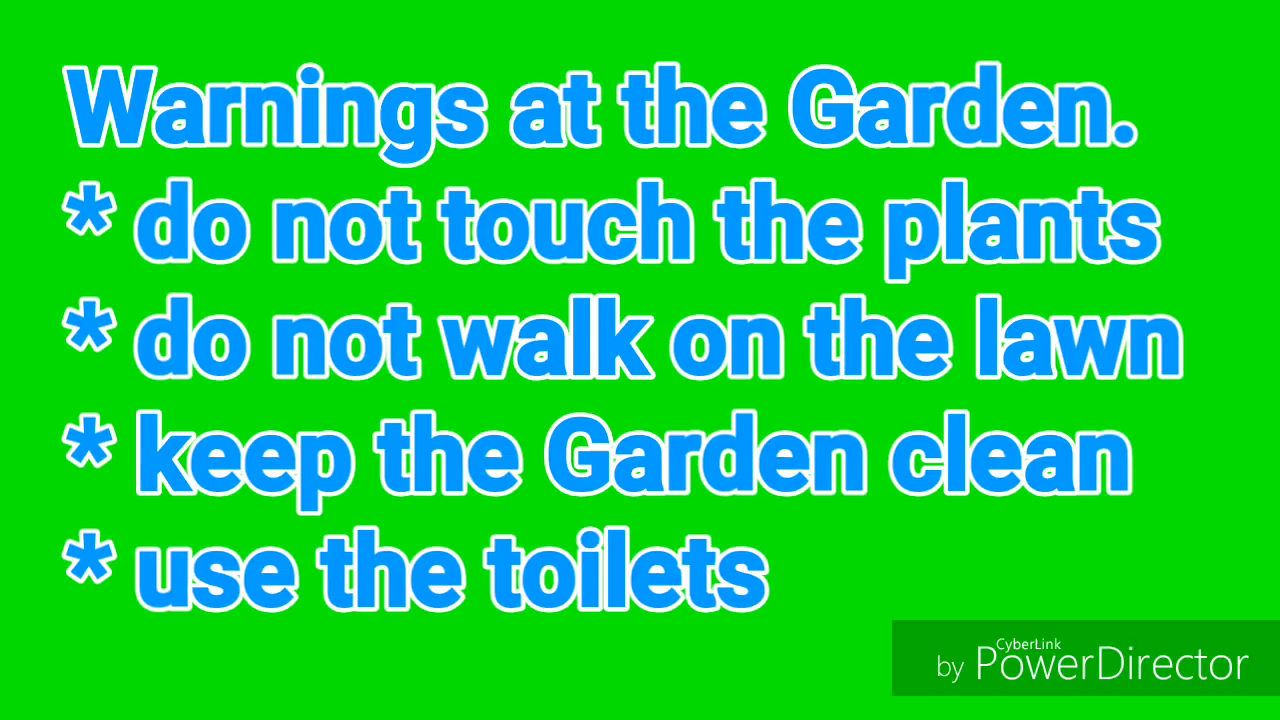 Warnings at the Garden.
* do not touch the plants
* do not walk on the lawn
* keep the Garden clean
* use the toilets
CyberLink
by PowerDirector